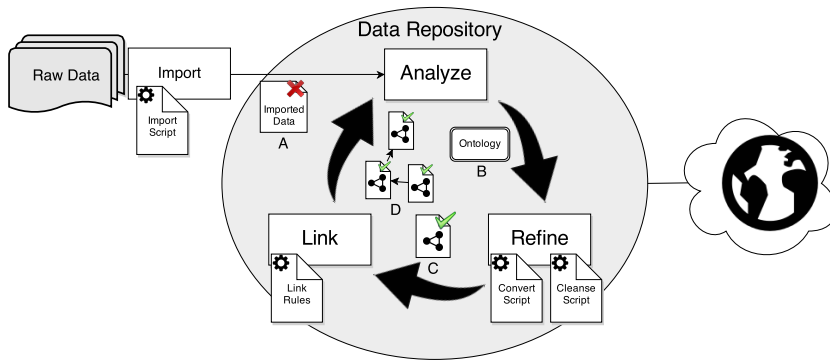 Data Repository
Raw Data
Import
Analyze
Import
Script
Imported
Data
A
Ontology
B
D
Link
C
Refine
Link
Rules
Convert
Script
Cleanse
Script